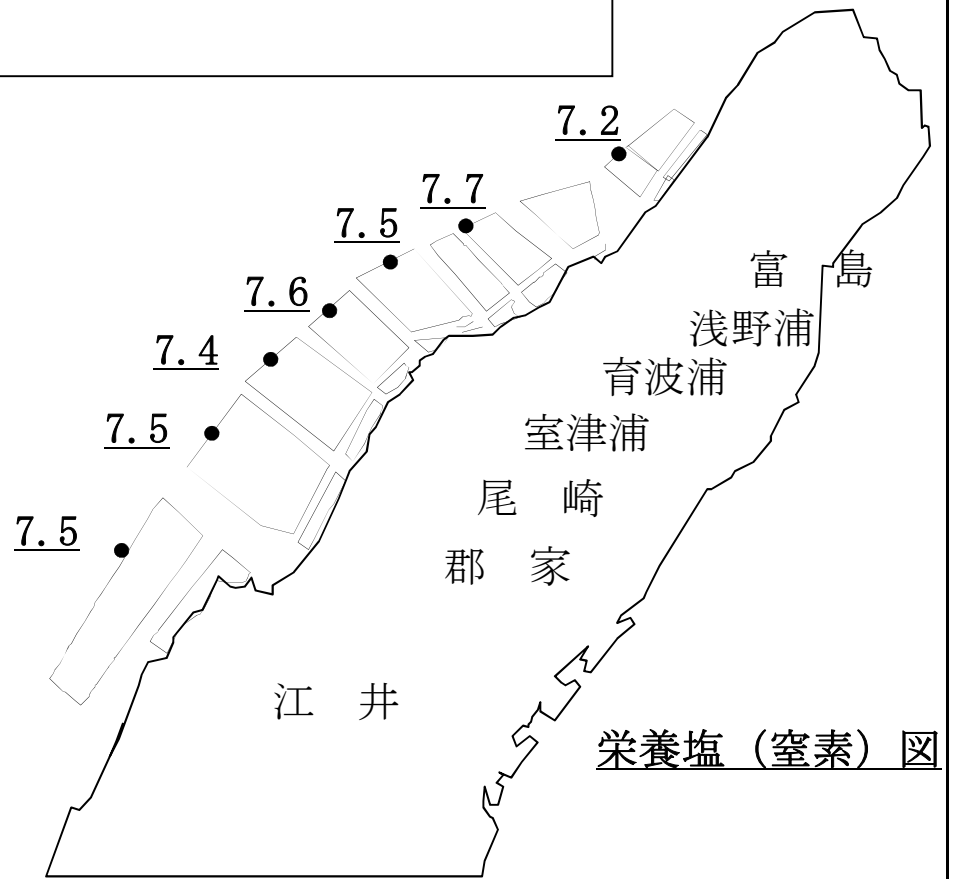 7.2
7.7
7.5
7.6
7.4
7.5
7.5
富　島
浅野浦
育波浦
室津浦
尾　崎
郡　家
江　井
栄養塩（窒素）図